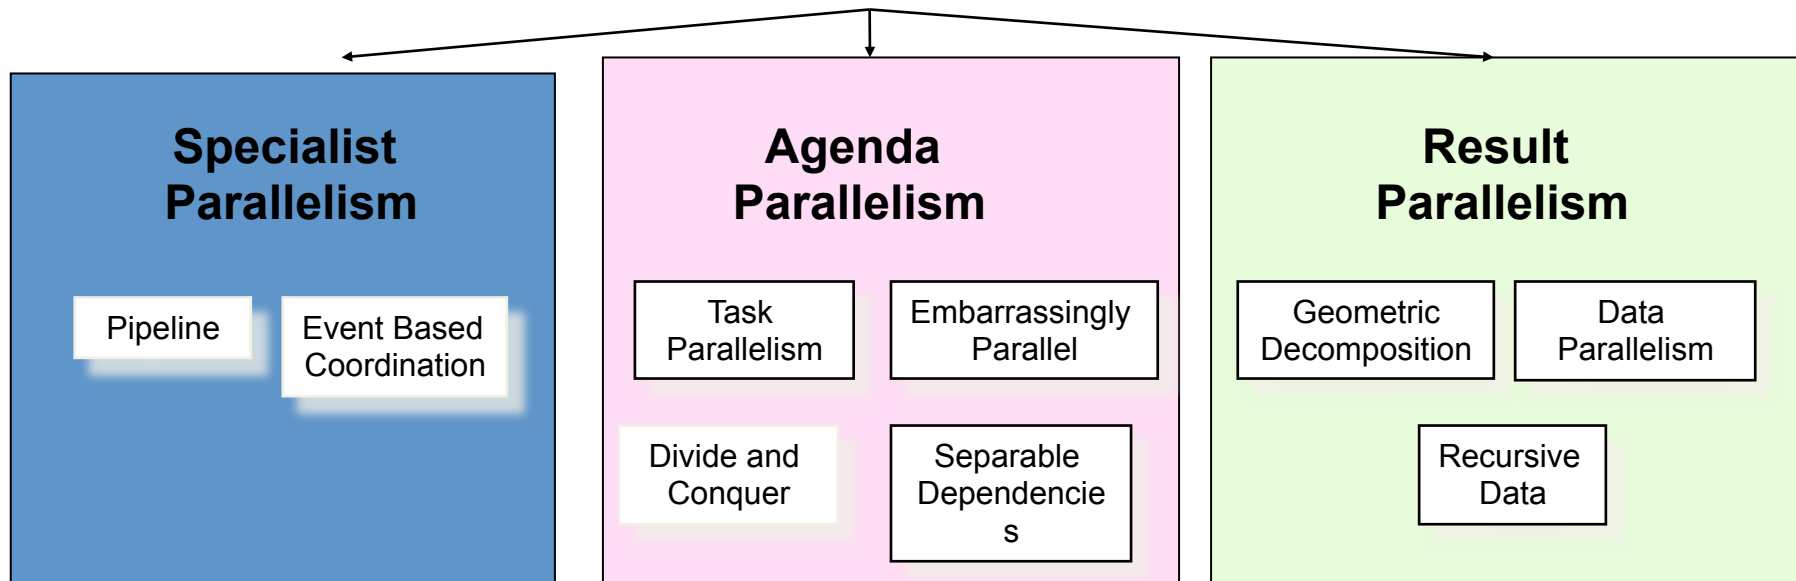 Specialist
Parallelism
Pipeline
Event Based
Coordination
Agenda
Parallelism
Task
Parallelism
Embarrassingly
Parallel
Divide and
Conquer
Separable
Dependencie
s
Result
Parallelism
Geometric
Decomposition
Data
Parallelism
Recursive
Data